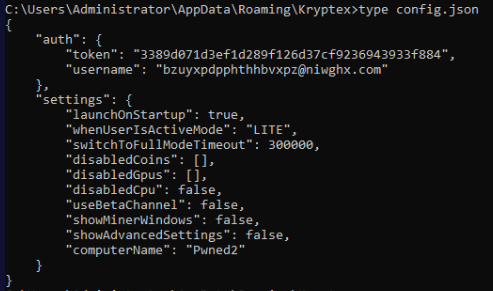 C:\Users\Administrator\AppData\Roaming\Kryptex>type config.json
{
    "auth": {
        "token": "3389d071d3ef1d289f126d37cf9236943933f884",
        "username": "bzuyxpdpphthhbvxpz@niwghx.com"
    },
    "settings": {
        "launchOnStartup": true,
        "whenUserIsActiveMode": "LITE",
        "switchToFullModeTimeout": 300000,
        "disabledCoins": [],
        "disabledGpus": [],
        "disabledCpu": false,
        "useBetaChannel": false,
        "showMinerWindows": false,
        "showAdvancedSettings": false,
        "computerName": "Pwned2"
    }
}